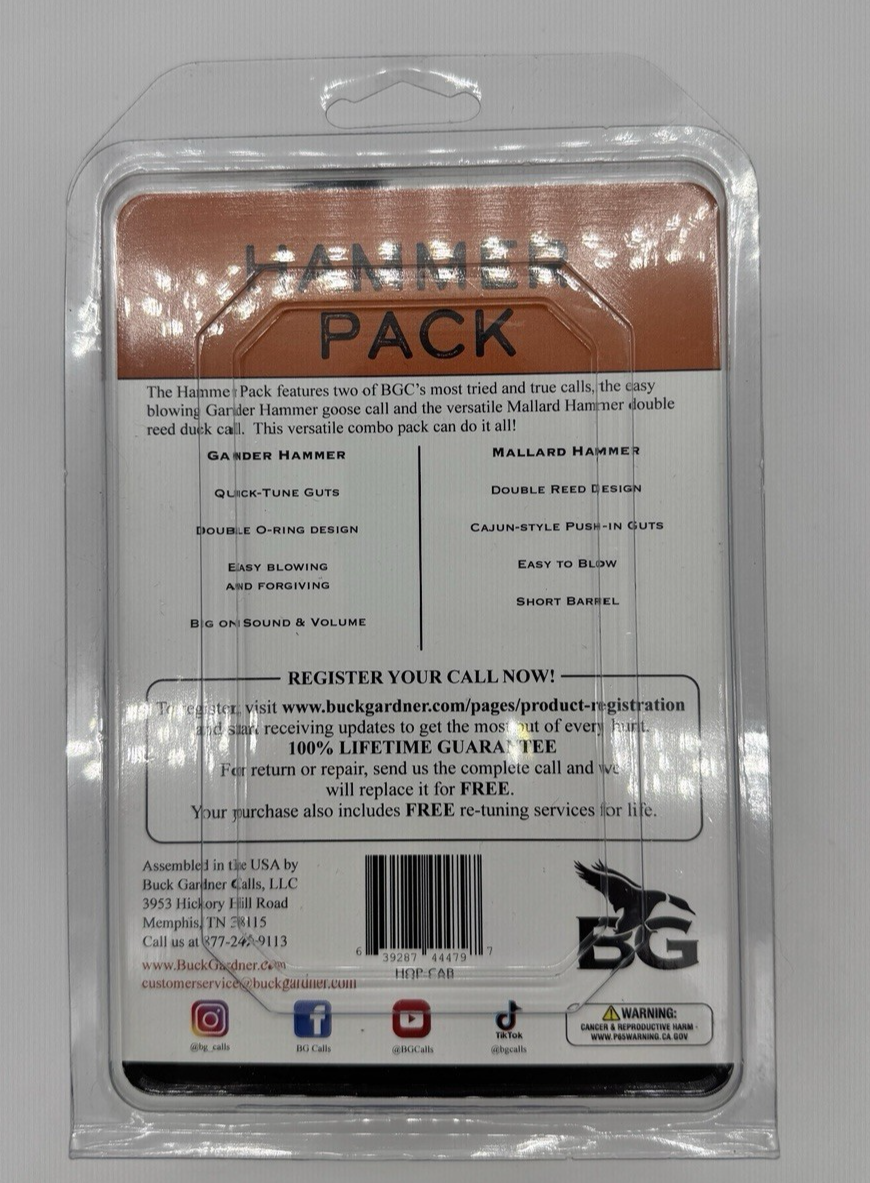 HAMMER
PACK
The Hammer Pack features two of BGC's most tried and true calls, the easy
blowing Gander Hammer goose call and the versatile Mallard Hammer double
reed duck call. This versatile combo pack can do it all!
GANDER HAMMER
QUICK-TUNE GUTS
DOUBLE O-RING DESIGN
EASY BLOWING
AND FORGIVING
BIG ON SOUND & VOLUME
MALLARD HAMMER
DOUBLE REED DESIGN
CAJUN-STYLE PUSH-IN GUTS
EASY TO BLOW
SHORT BARREL
REGISTER YOUR CALL NOW!
To register, visit www.buckgardner.com/pages/product-registration
and start receiving updates to get the most out of every hunt.
100% LIFETIME GUARANTEE
For return or repair, send us the complete call and we
will replace it for FREE.
Your purchase also includes FREE re-tuning services for life.
Assembled in the USA by
Buck Gardner Calls, LLC
3953 Hickory Hill Road
Memphis, TN 38115
Call us at
www.BuckGardner.com
customerservice@buckgardner.com
6 39287 44479 7
BG
@bg_calls
BG Calls
@BGCalls
TikTok
@bgcalls
WARNING:
CANCER & REPRODUCTIVE HARM -
WWW.P65WARNING.CA.GOV